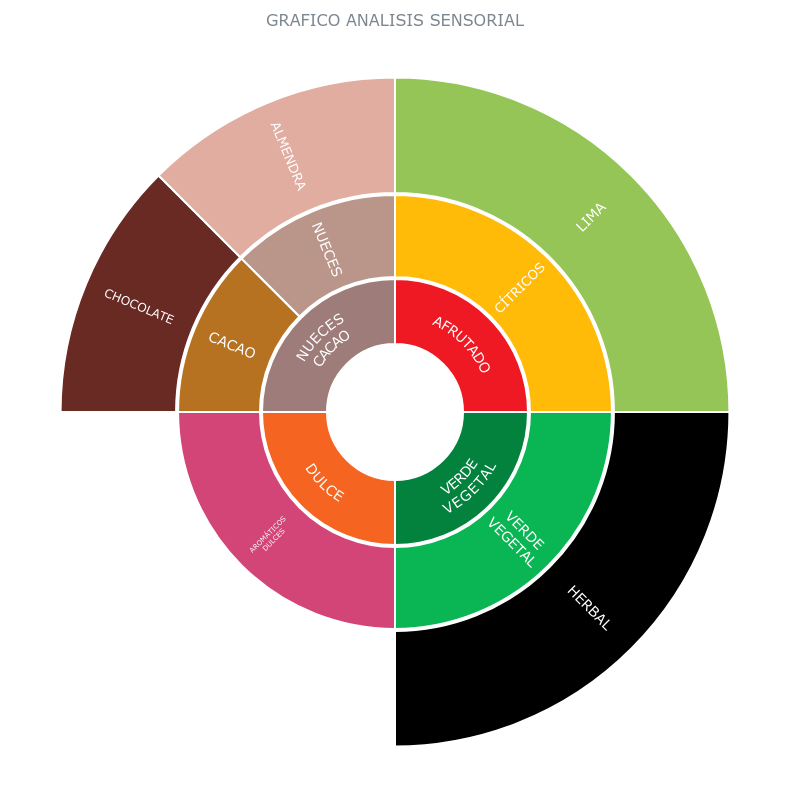 GRAFICO ANALISIS SENSORIAL
ALMENDRA
LIMA
NUECES
CÍTRICOS
CHOCOLATE
CACAO
NUECES
CACAO
AFRUTADO
DULCE
VERDE
VEGETAL
AROMÁTICOS
DULCES
VERDE
VEGETAL
HERBAL